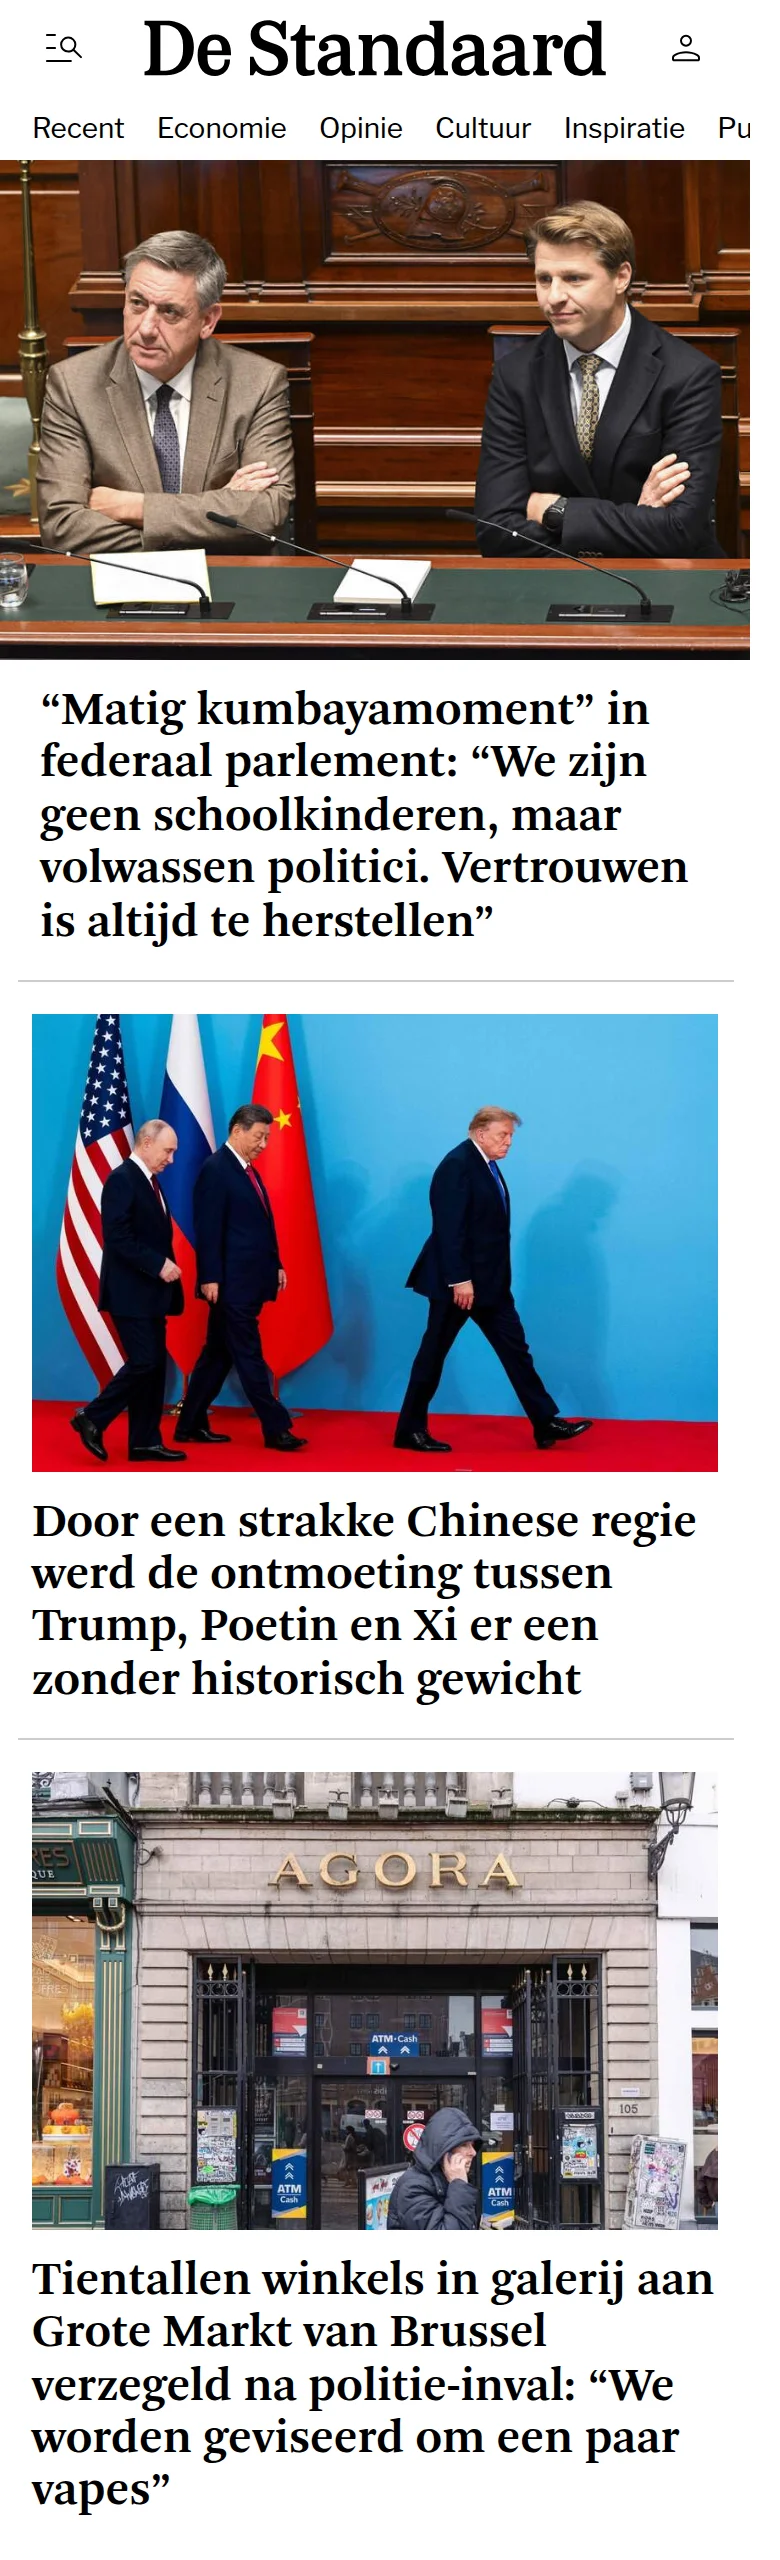 De Standaard
Recent Economie Opinie Cultuur Inspiratie Pu
“Matig kumbayamoment” in
federaal parlement: “We zijn
geen schoolkinderen, maar
volwassen politici. Vertrouwen
is altijd te herstellen”
Door een strakke Chinese regie
werd de ontmoeting tussen
Trump, Poetin en Xi er een
zonder historisch gewicht
RES
QUE
AGORA
ATM•Cash
105
ATM
Cash
ATM
Cash
Tientallen winkels in galerij aan
Grote Markt van Brussel
verzegeld na politie-inval: “We
worden geviseerd om een paar
vapes”